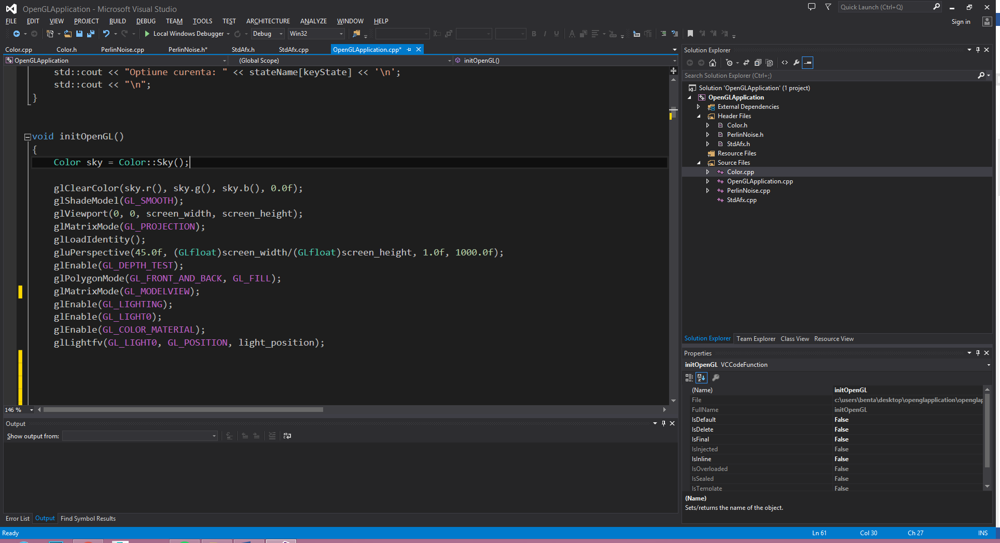 OpenGLApplication - Microsoft Visual Studio
Quick Launch (Ctrl+Q)
FILE EDIT VIEW PROJECT BUILD DEBUG TEAM TOOLS TEST ARCHITECTURE ANALYZE WINDOW HELP
Sign in
Local Windows Debugger Debug Win32
Color.cpp Color.h PerlinNoise.cpp PerlinNoise.h* StdAfx.h StdAfx.cpp OpenGLApplication.cpp*
OpenGLApplication (Global Scope) initOpenGL()
std::cout << "Optiune curenta: " << stateName[keyState] << '\n';
std::cout << "\n";
}
void initOpenGL()
{
Color sky = Color::Sky();
glClearColor(sky.r(), sky.g(), sky.b(), 0.0f);
glShadeModel(GL_SMOOTH);
glViewport(0, 0, screen_width, screen_height);
glMatrixMode(GL_PROJECTION);
glLoadIdentity();
gluPerspective(45.0f, (GLfloat)screen_width/(GLfloat)screen_height, 1.0f, 1000.0f);
glEnable(GL_DEPTH_TEST);
glPolygonMode(GL_FRONT_AND_BACK, GL_FILL);
glMatrixMode(GL_MODELVIEW);
glEnable(GL_LIGHTING);
glEnable(GL_LIGHT0);
glEnable(GL_COLOR_MATERIAL);
glLightfv(GL_LIGHT0, GL_POSITION, light_position);
146 %
Output
Show output from:
Error List Output Find Symbol Results
Solution Explorer
Search Solution Explorer (Ctrl+;)
Solution 'OpenGLApplication' (1 project)
OpenGLApplication
External Dependencies
Header Files
Color.h
PerlinNoise.h
StdAfx.h
Resource Files
Source Files
Color.cpp
OpenGLApplication.cpp
PerlinNoise.cpp
StdAfx.cpp
Solution Explorer Team Explorer Class View Resource View
Properties
initOpenGL VCCodeFunction
(Name) initOpenGL
File c:\users\benta\desktop\openglapplication\openglap
FullName initOpenGL
IsDefault False
IsDelete False
IsFinal False
IsInjected False
IsInline False
IsOverloaded False
IsSealed False
IsTemplate False
(Name)
Sets/returns the name of the object.
Ready Ln 61 Col 30 Ch 27 INS